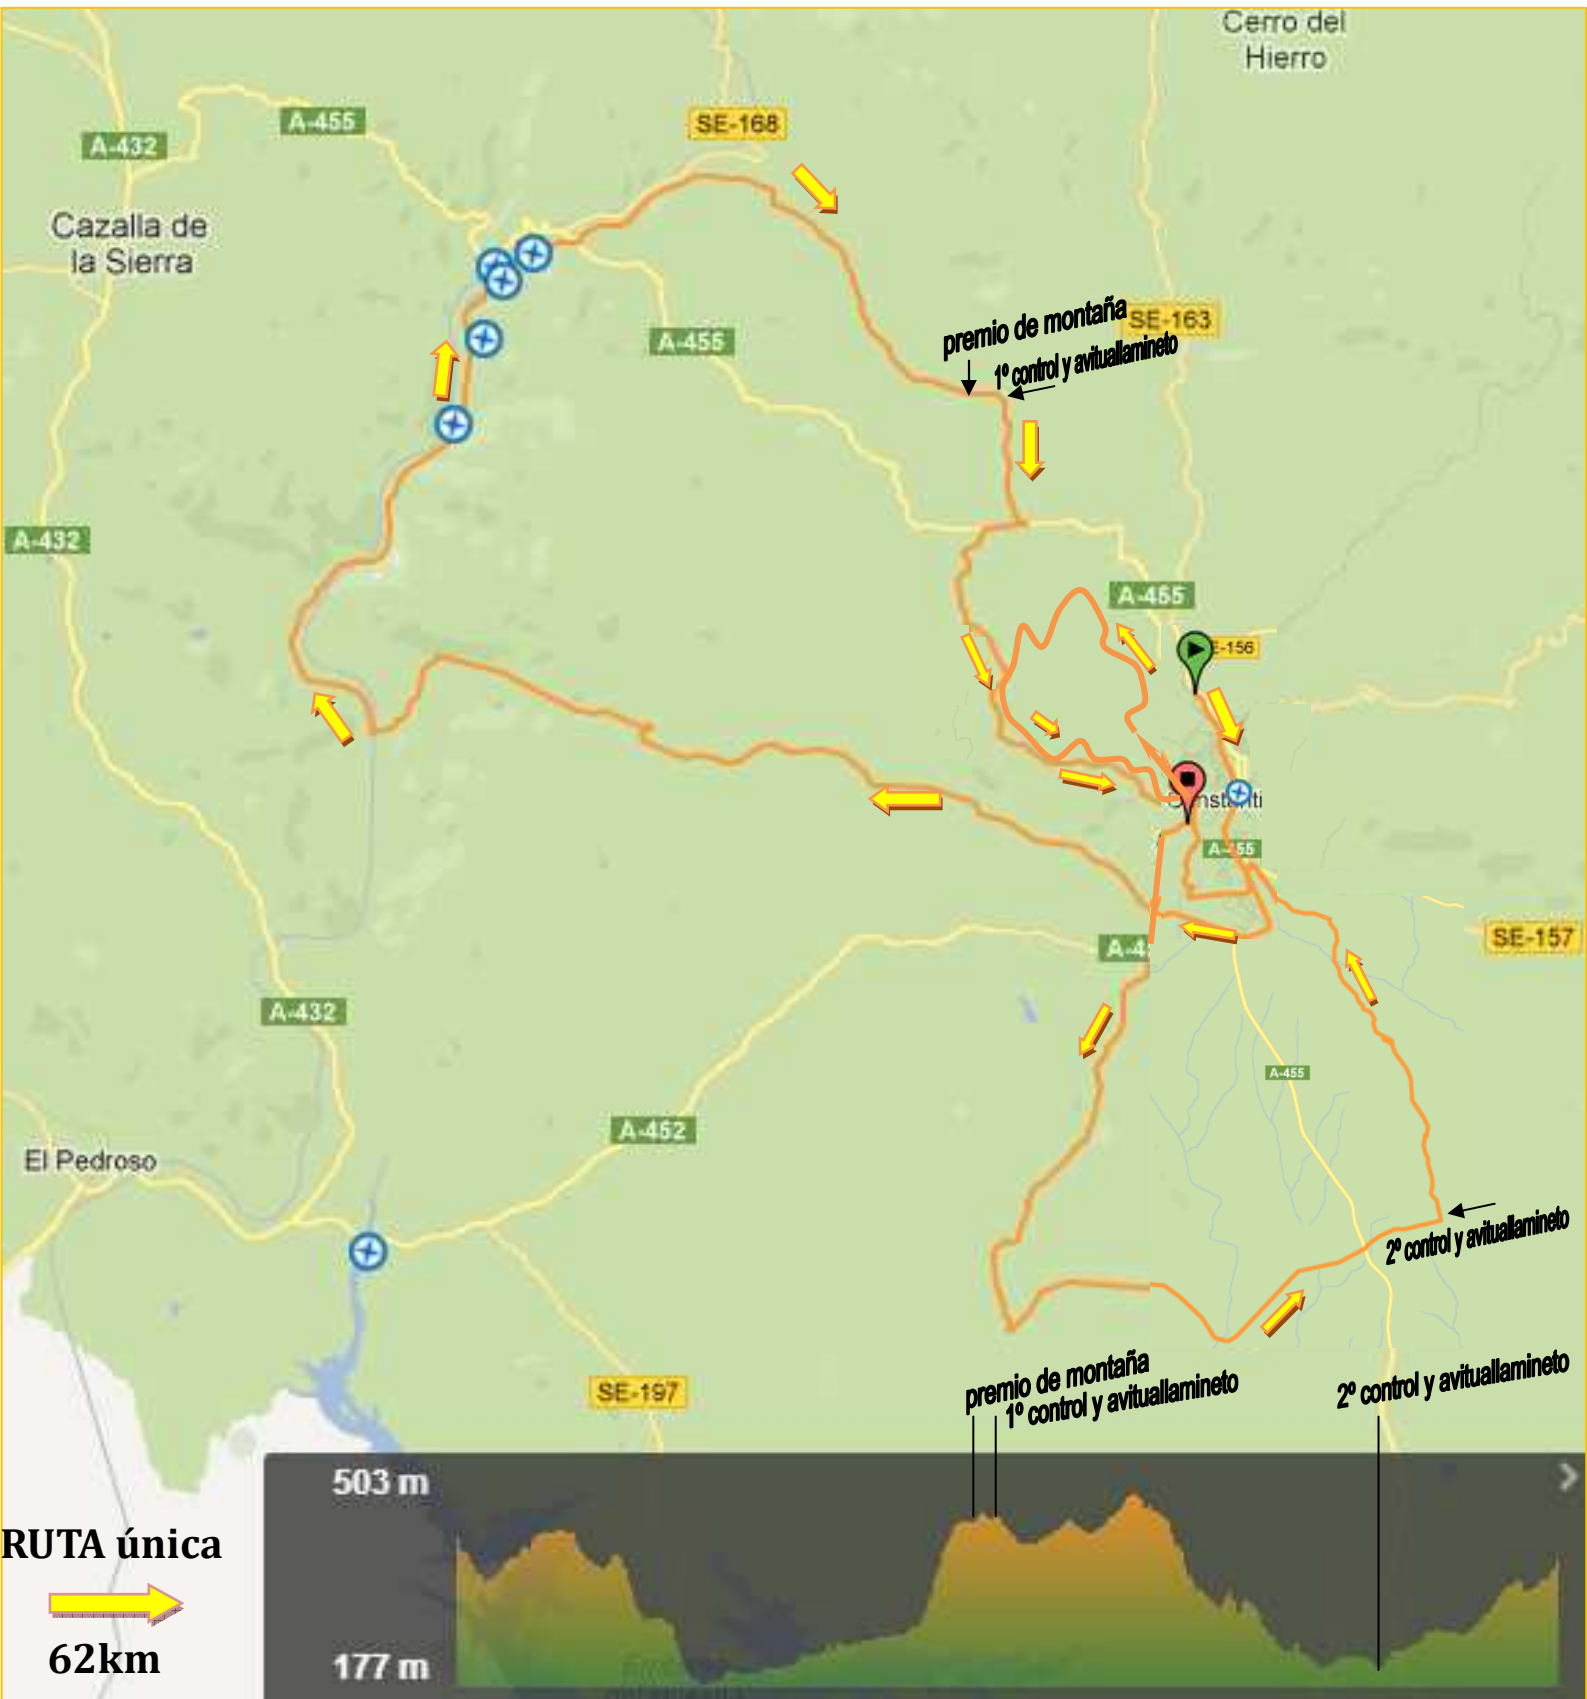 Cerro del
Hierro
A-455
SE-168
A-432
Cazalla de
la Sierra
premio de montaña
SE-163
A-455
1º control y avituallamineto
A-432
A-455
E-156
A-455
SE-157
A-4
A-432
A-455
A-452
El Pedroso
2º control y avituallamineto
premio de montaña
1º control y avituallamineto
2º control y avituallamineto
SE-197
503 m
RUTA única
62km
177 m